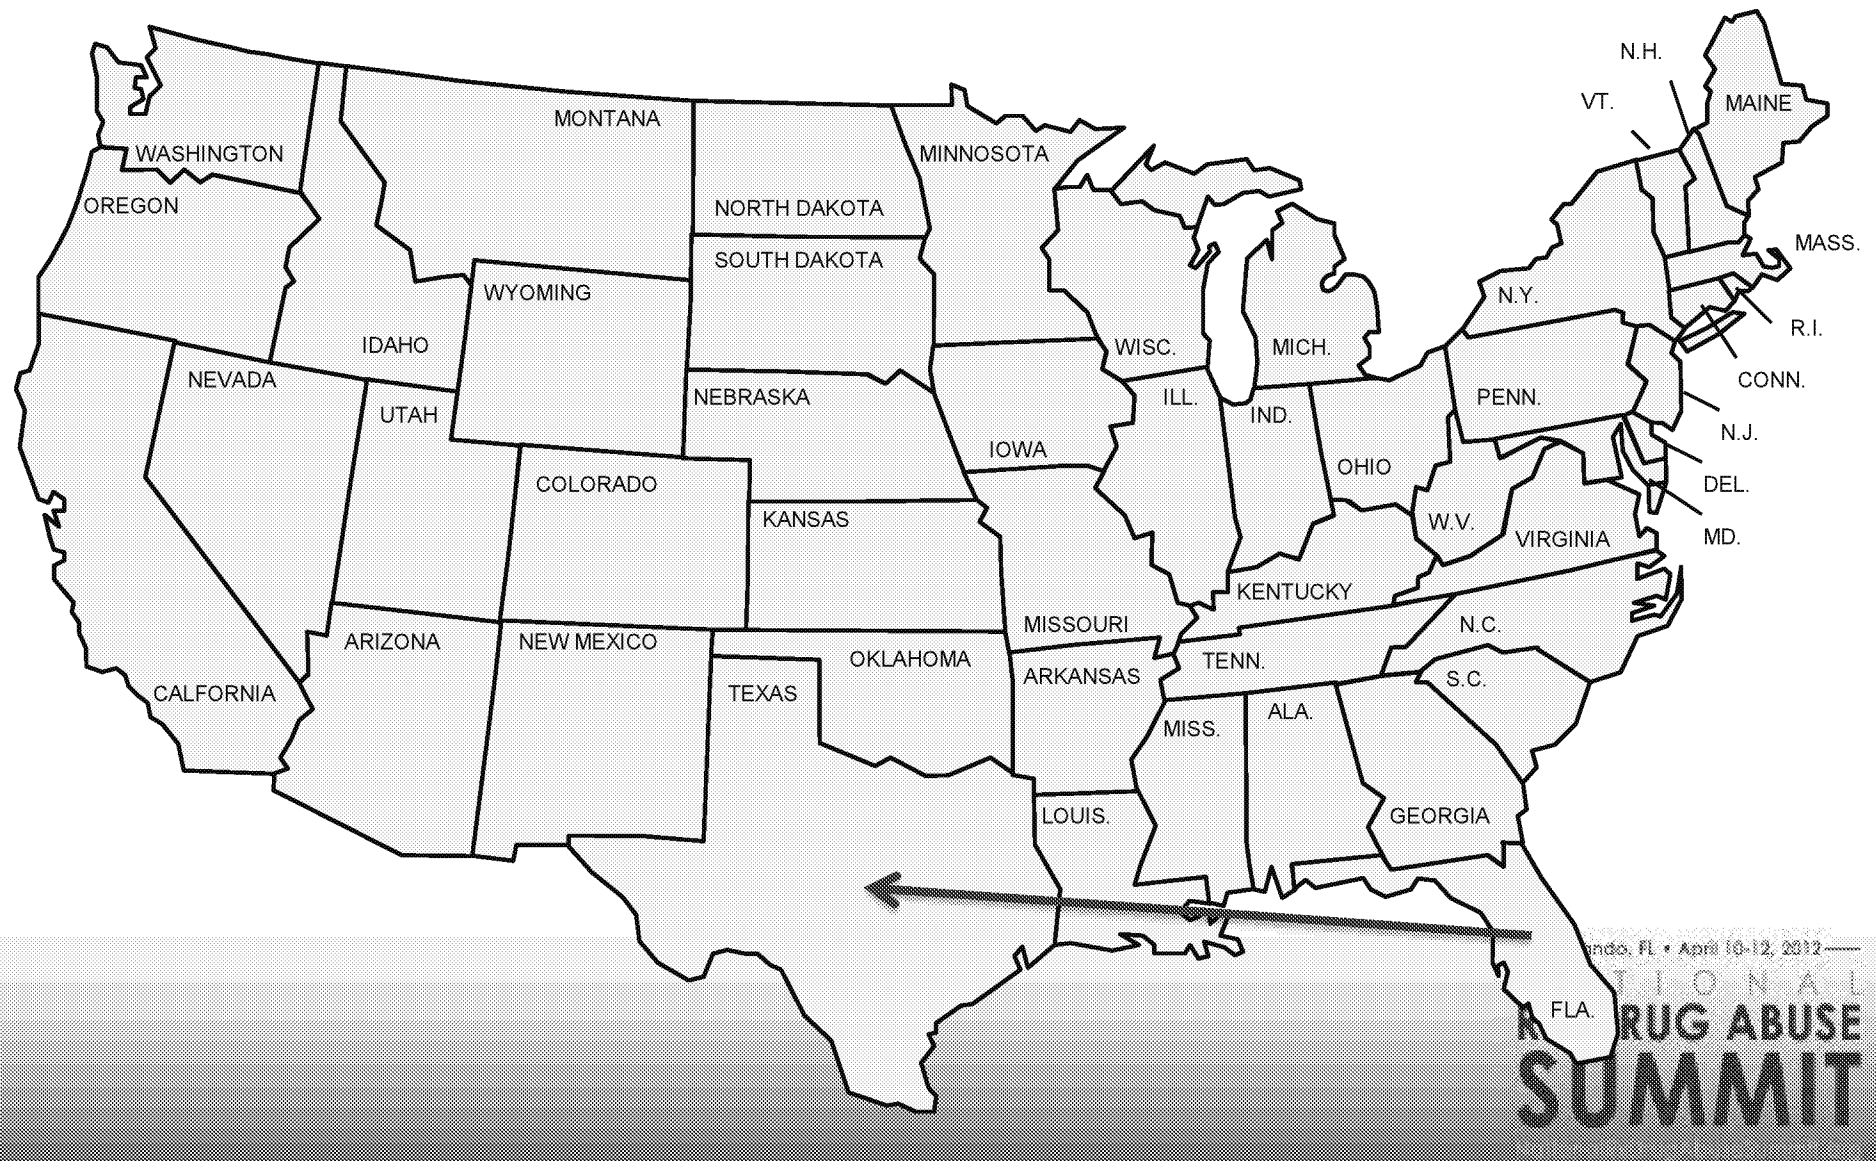 N.H.
VT.
MAINE
MONTANA
WASHINGTON
MINNOSOTA
OREGON
NORTH DAKOTA
MASS.
SOUTH DAKOTA
WYOMING
N.Y.
R.I.
IDAHO
WISC.
MICH.
NEVADA
CONN.
UTAH
NEBRASKA
ILL.
IND.
PENN.
N.J.
IOWA
OHIO
COLORADO
DEL.
KANSAS
W.V.
VIRGINIA
MD.
KENTUCKY
MISSOURI
N.C.
ARIZONA
NEW MEXICO
OKLAHOMA
TENN.
ARKANSAS
S.C.
CALFORNIA
TEXAS
ALA.
MISS.
LOUIS.
GEORGIA
FL • April 10-12, 2012
T I O N A L
FLA.
RUG ABUSE
SUMMIT